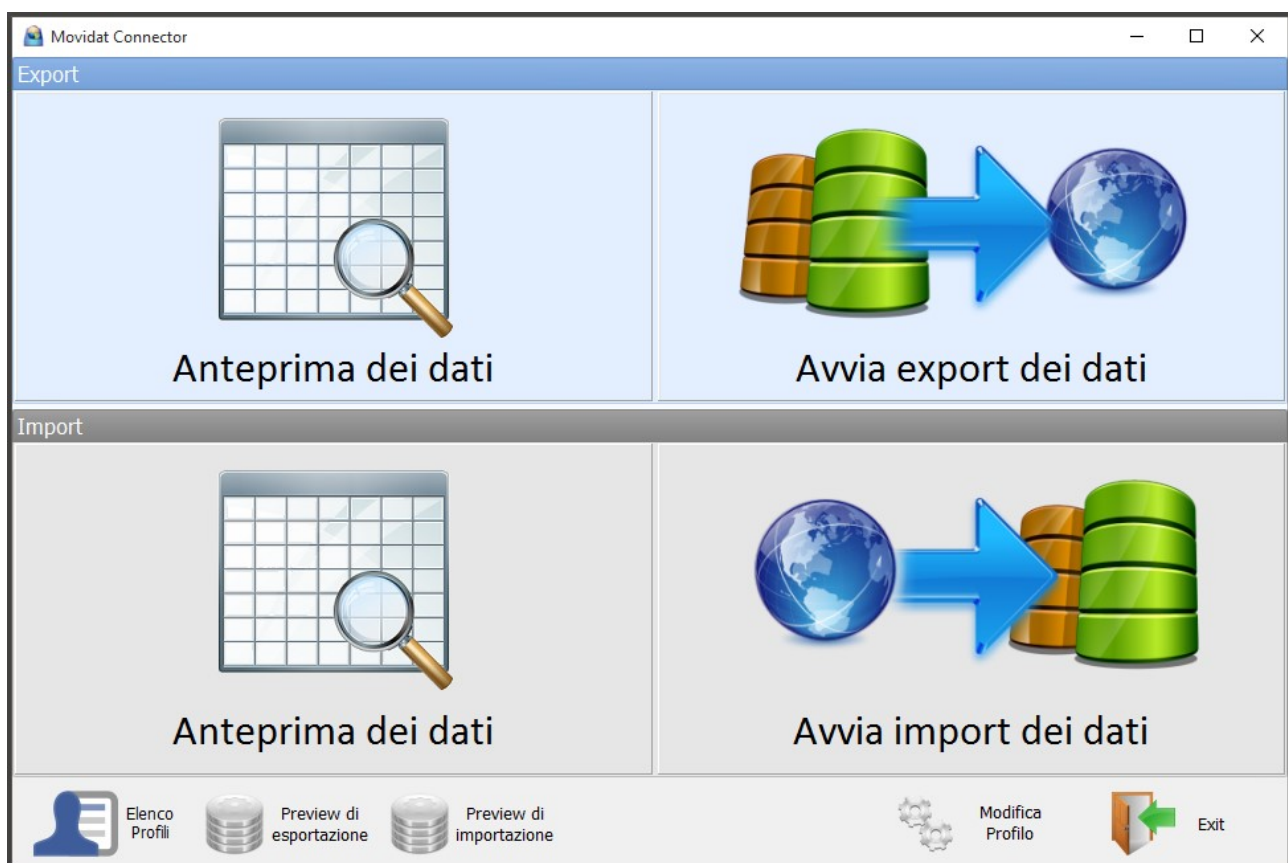 Movidat Connector
Export
Anteprima dei dati
Avvia export dei dati
Import
Anteprima dei dati
Avvia import dei dati
Elenco
Profili
Preview di
esportazione
Preview di
importazione
Modifica
Profilo
Exit